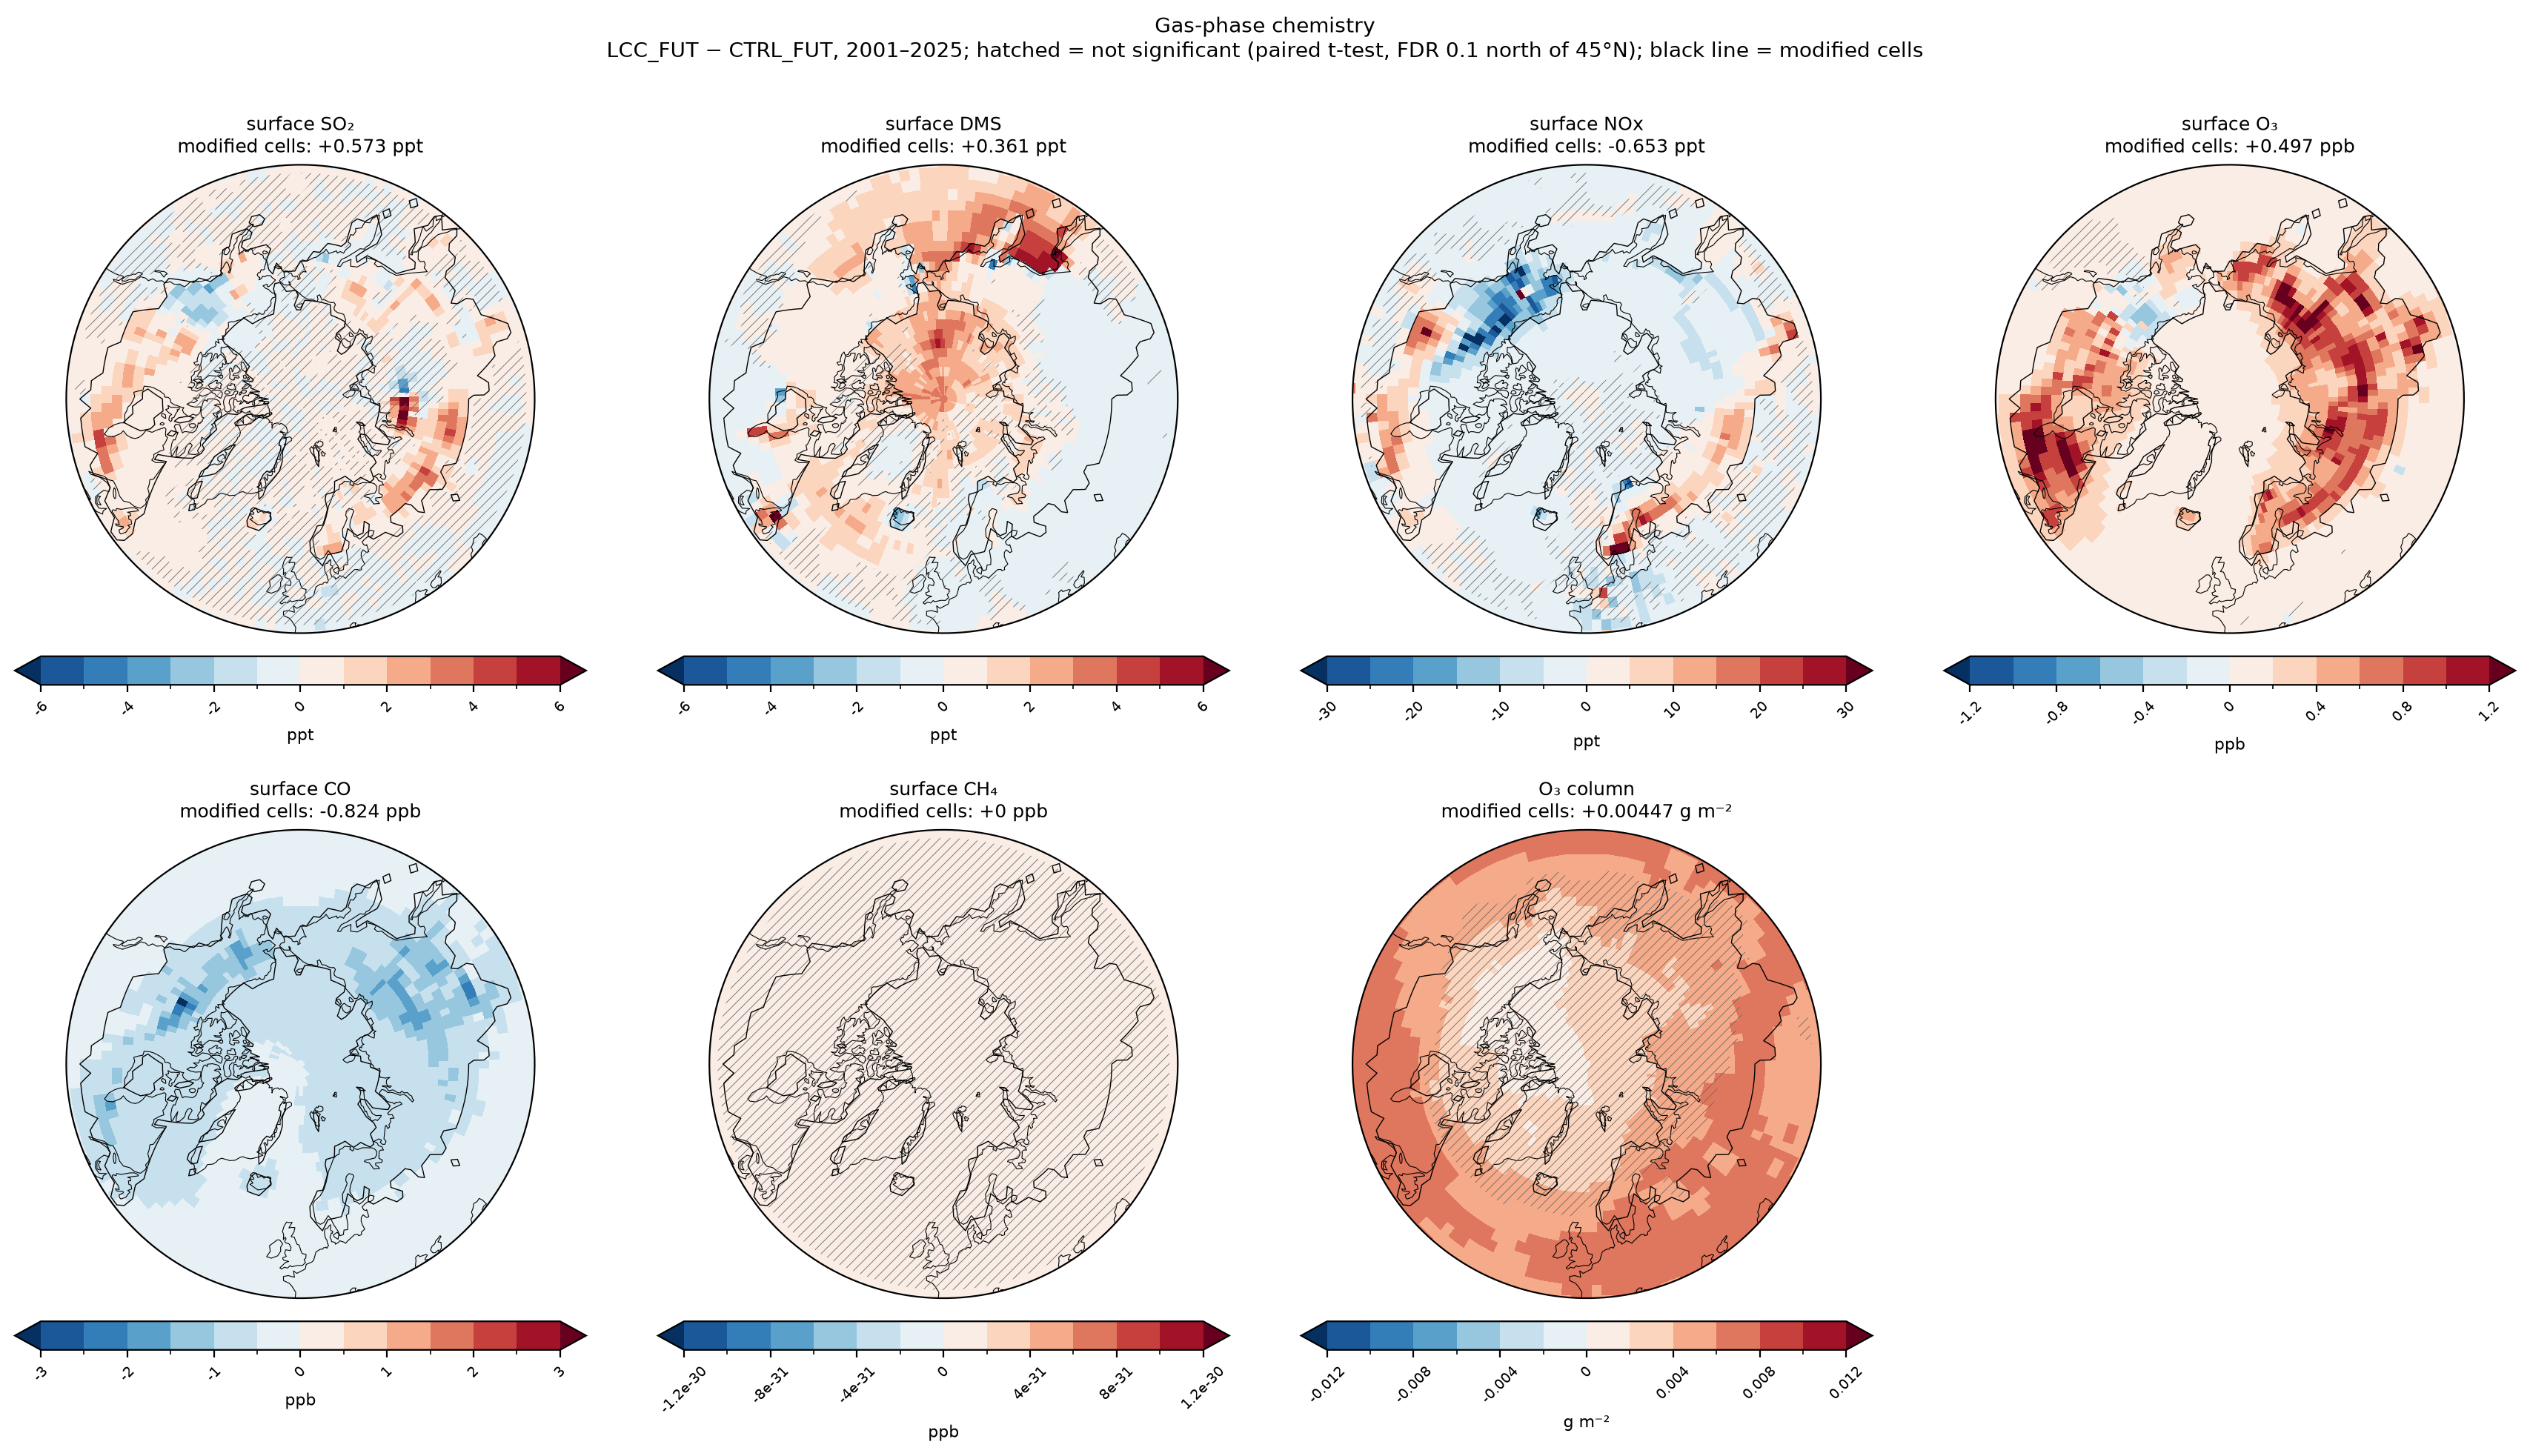 Gas-phase chemistry
LCC_FUT − CTRL_FUT, 2001–2025; hatched = not significant (paired t-test, FDR 0.1 north of 45°N); black line = modified cells
surface SO₂
modified cells: +0.573 ppt
surface DMS
modified cells: +0.361 ppt
surface NOx
modified cells: -0.653 ppt
surface O₃
modified cells: +0.497 ppb
-6 -4 -2 0 2 4 6
ppt
-6 -4 -2 0 2 4 6
ppt
-30 -20 -10 0 10 20 30
ppt
-1.2 -0.8 -0.4 0 0.4 0.8 1.2
ppb
surface CO
modified cells: -0.824 ppb
surface CH₄
modified cells: +0 ppb
O₃ column
modified cells: +0.00447 g m⁻²
-3 -2 -1 0 1 2 3
ppb
-1.2e-30 -8e-31 -4e-31 0 4e-31 8e-31 1.2e-30
ppb
-0.012 -0.008 -0.004 0 0.004 0.008 0.012
g m⁻²